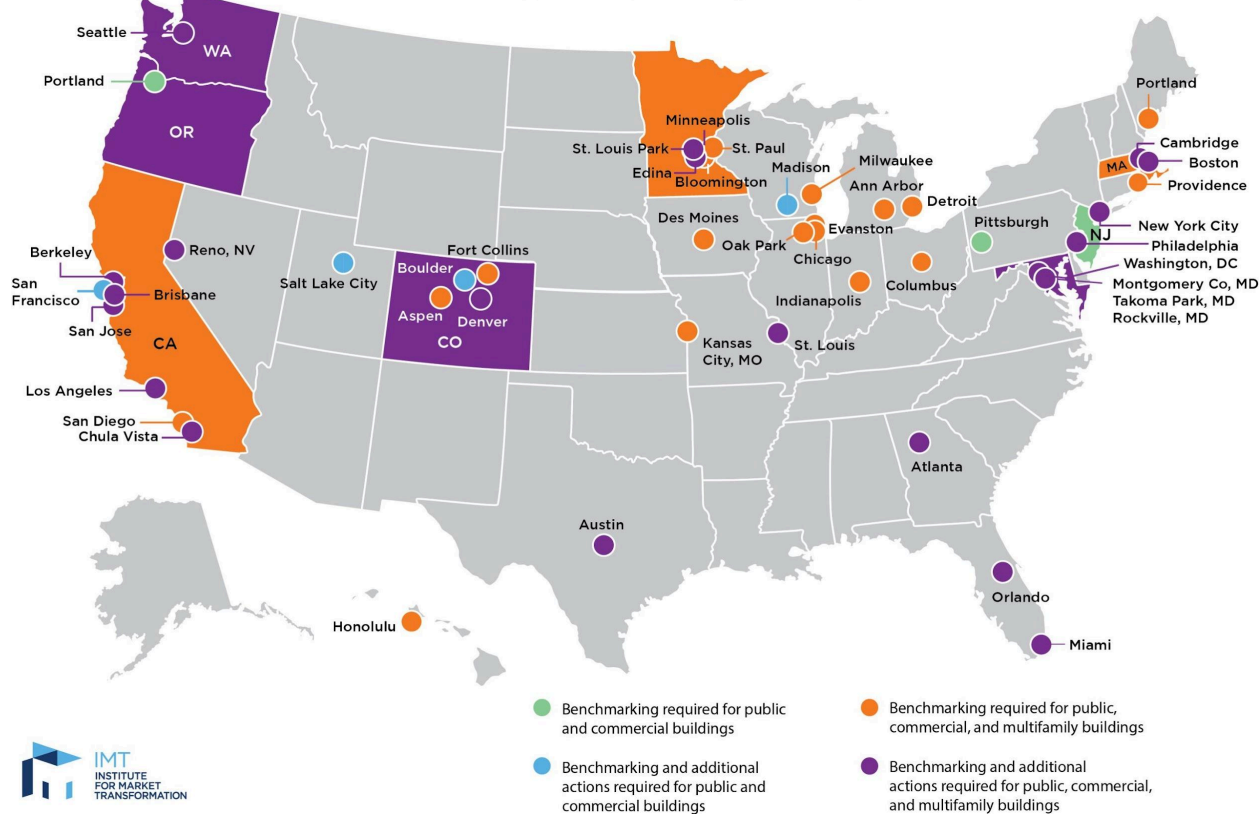 Seattle
WA
Portland
OR
Berkeley
San
Francisco
Brisbane
San Jose
CA
Los Angeles
San Diego
Chula Vista
Reno, NV
Salt Lake City
Fort Collins
Boulder
Aspen
Denver
CO
Minneapolis
St. Louis Park
St. Paul
Edina
Bloomington
Madison
Milwaukee
Ann Arbor
Detroit
Des Moines
Oak Park
Evanston
Chicago
Indianapolis
Columbus
Kansas
City, MO
St. Louis
Pittsburgh
Portland
Cambridge
MA
Boston
Providence
NJ
New York City
Philadelphia
Washington, DC
Montgomery Co, MD
Takoma Park, MD
Rockville, MD
Atlanta
Austin
Orlando
Miami
Honolulu
Benchmarking required for public
and commercial buildings
Benchmarking and additional
actions required for public and
commercial buildings
Benchmarking required for public,
commercial, and multifamily buildings
Benchmarking and additional
actions required for public, commercial,
and multifamily buildings
IMT
INSTITUTE
FOR MARKET
TRANSFORMATION